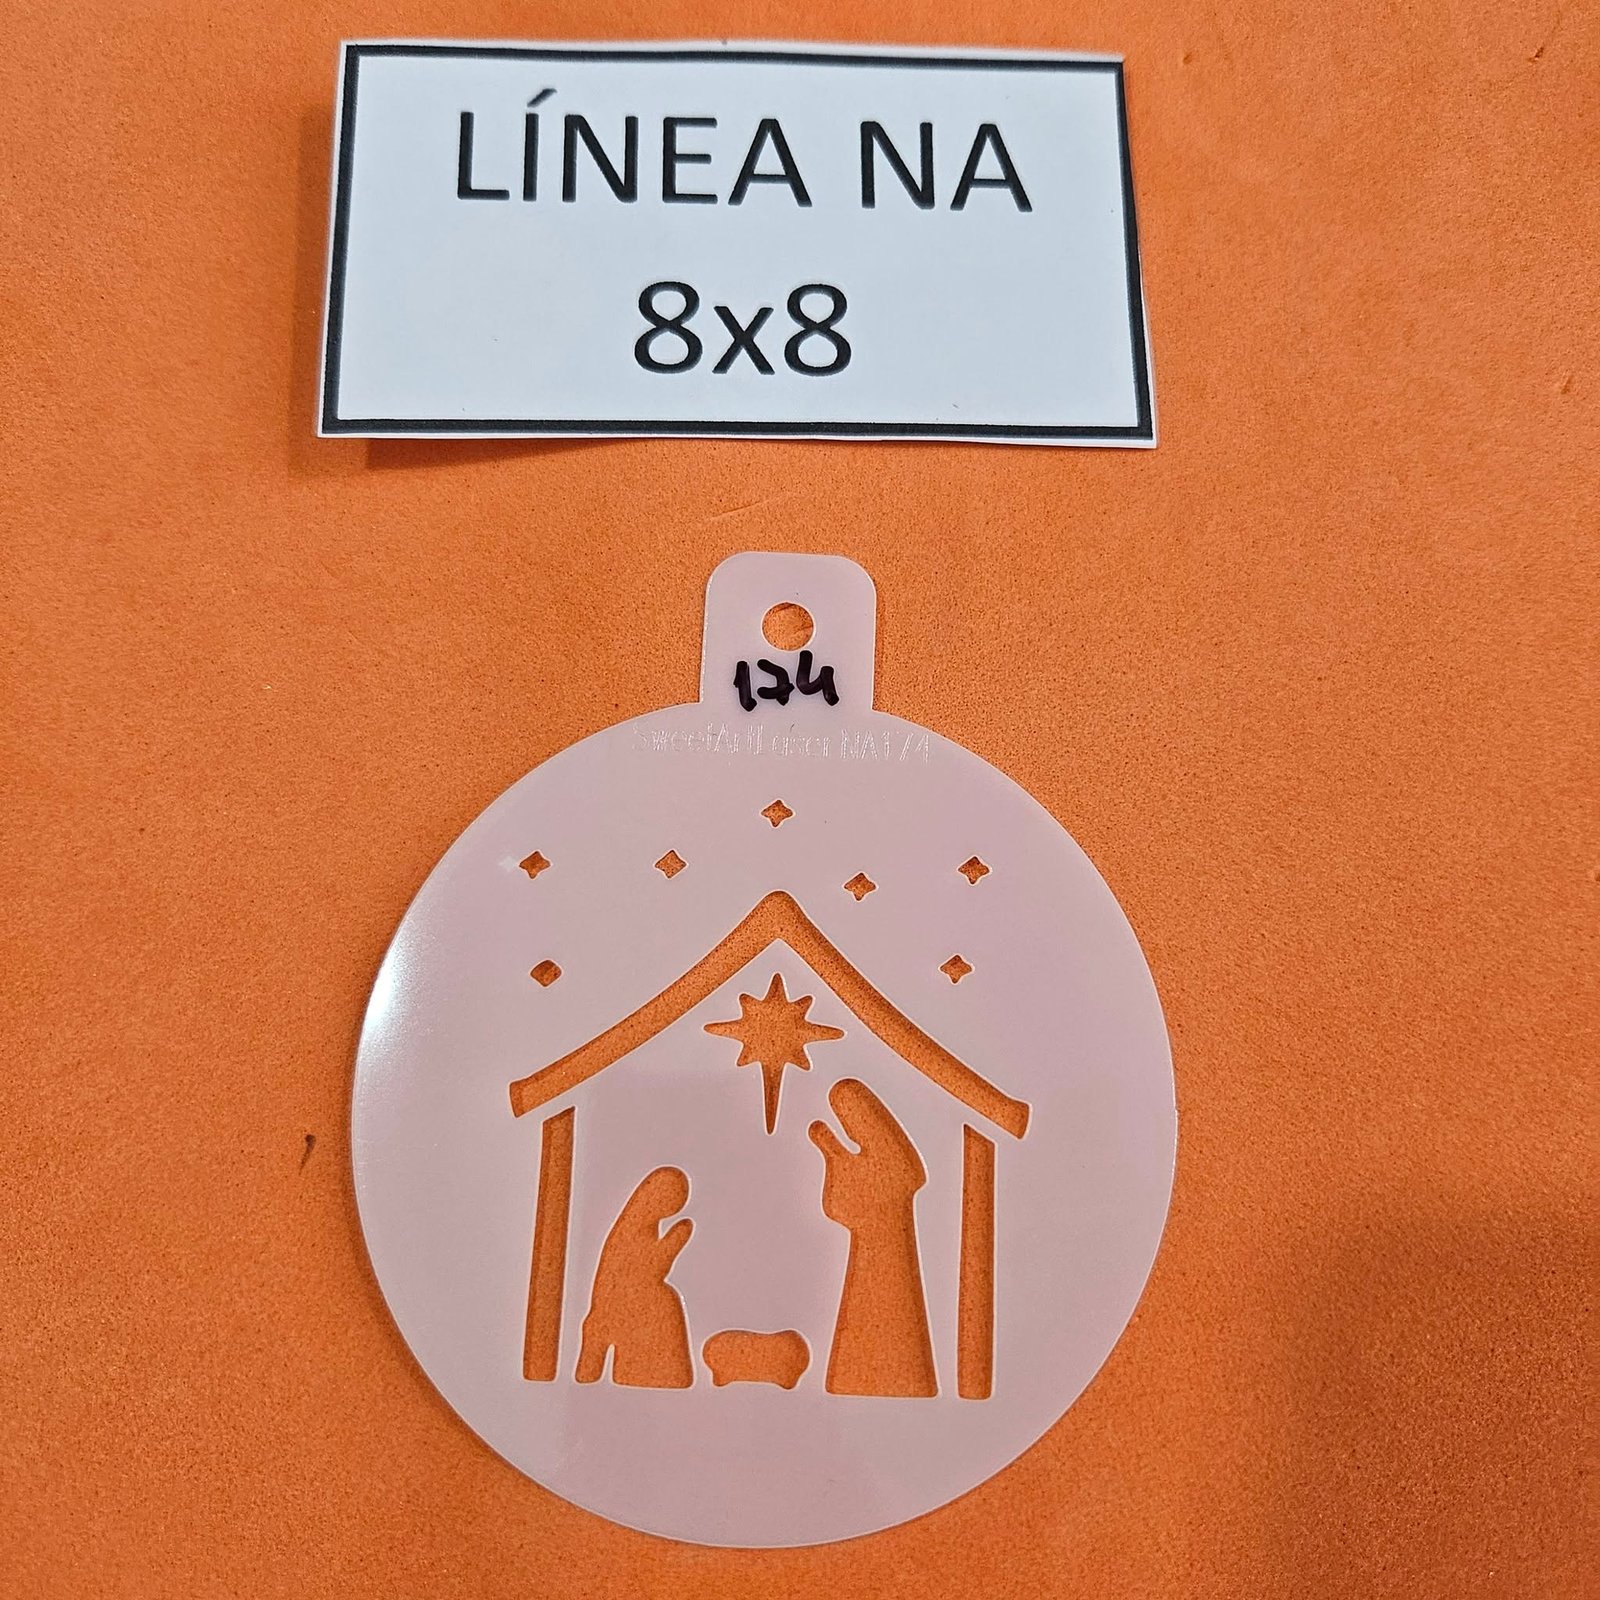 LÍNEA NA
8x8
174
SweetArtLaser NA174